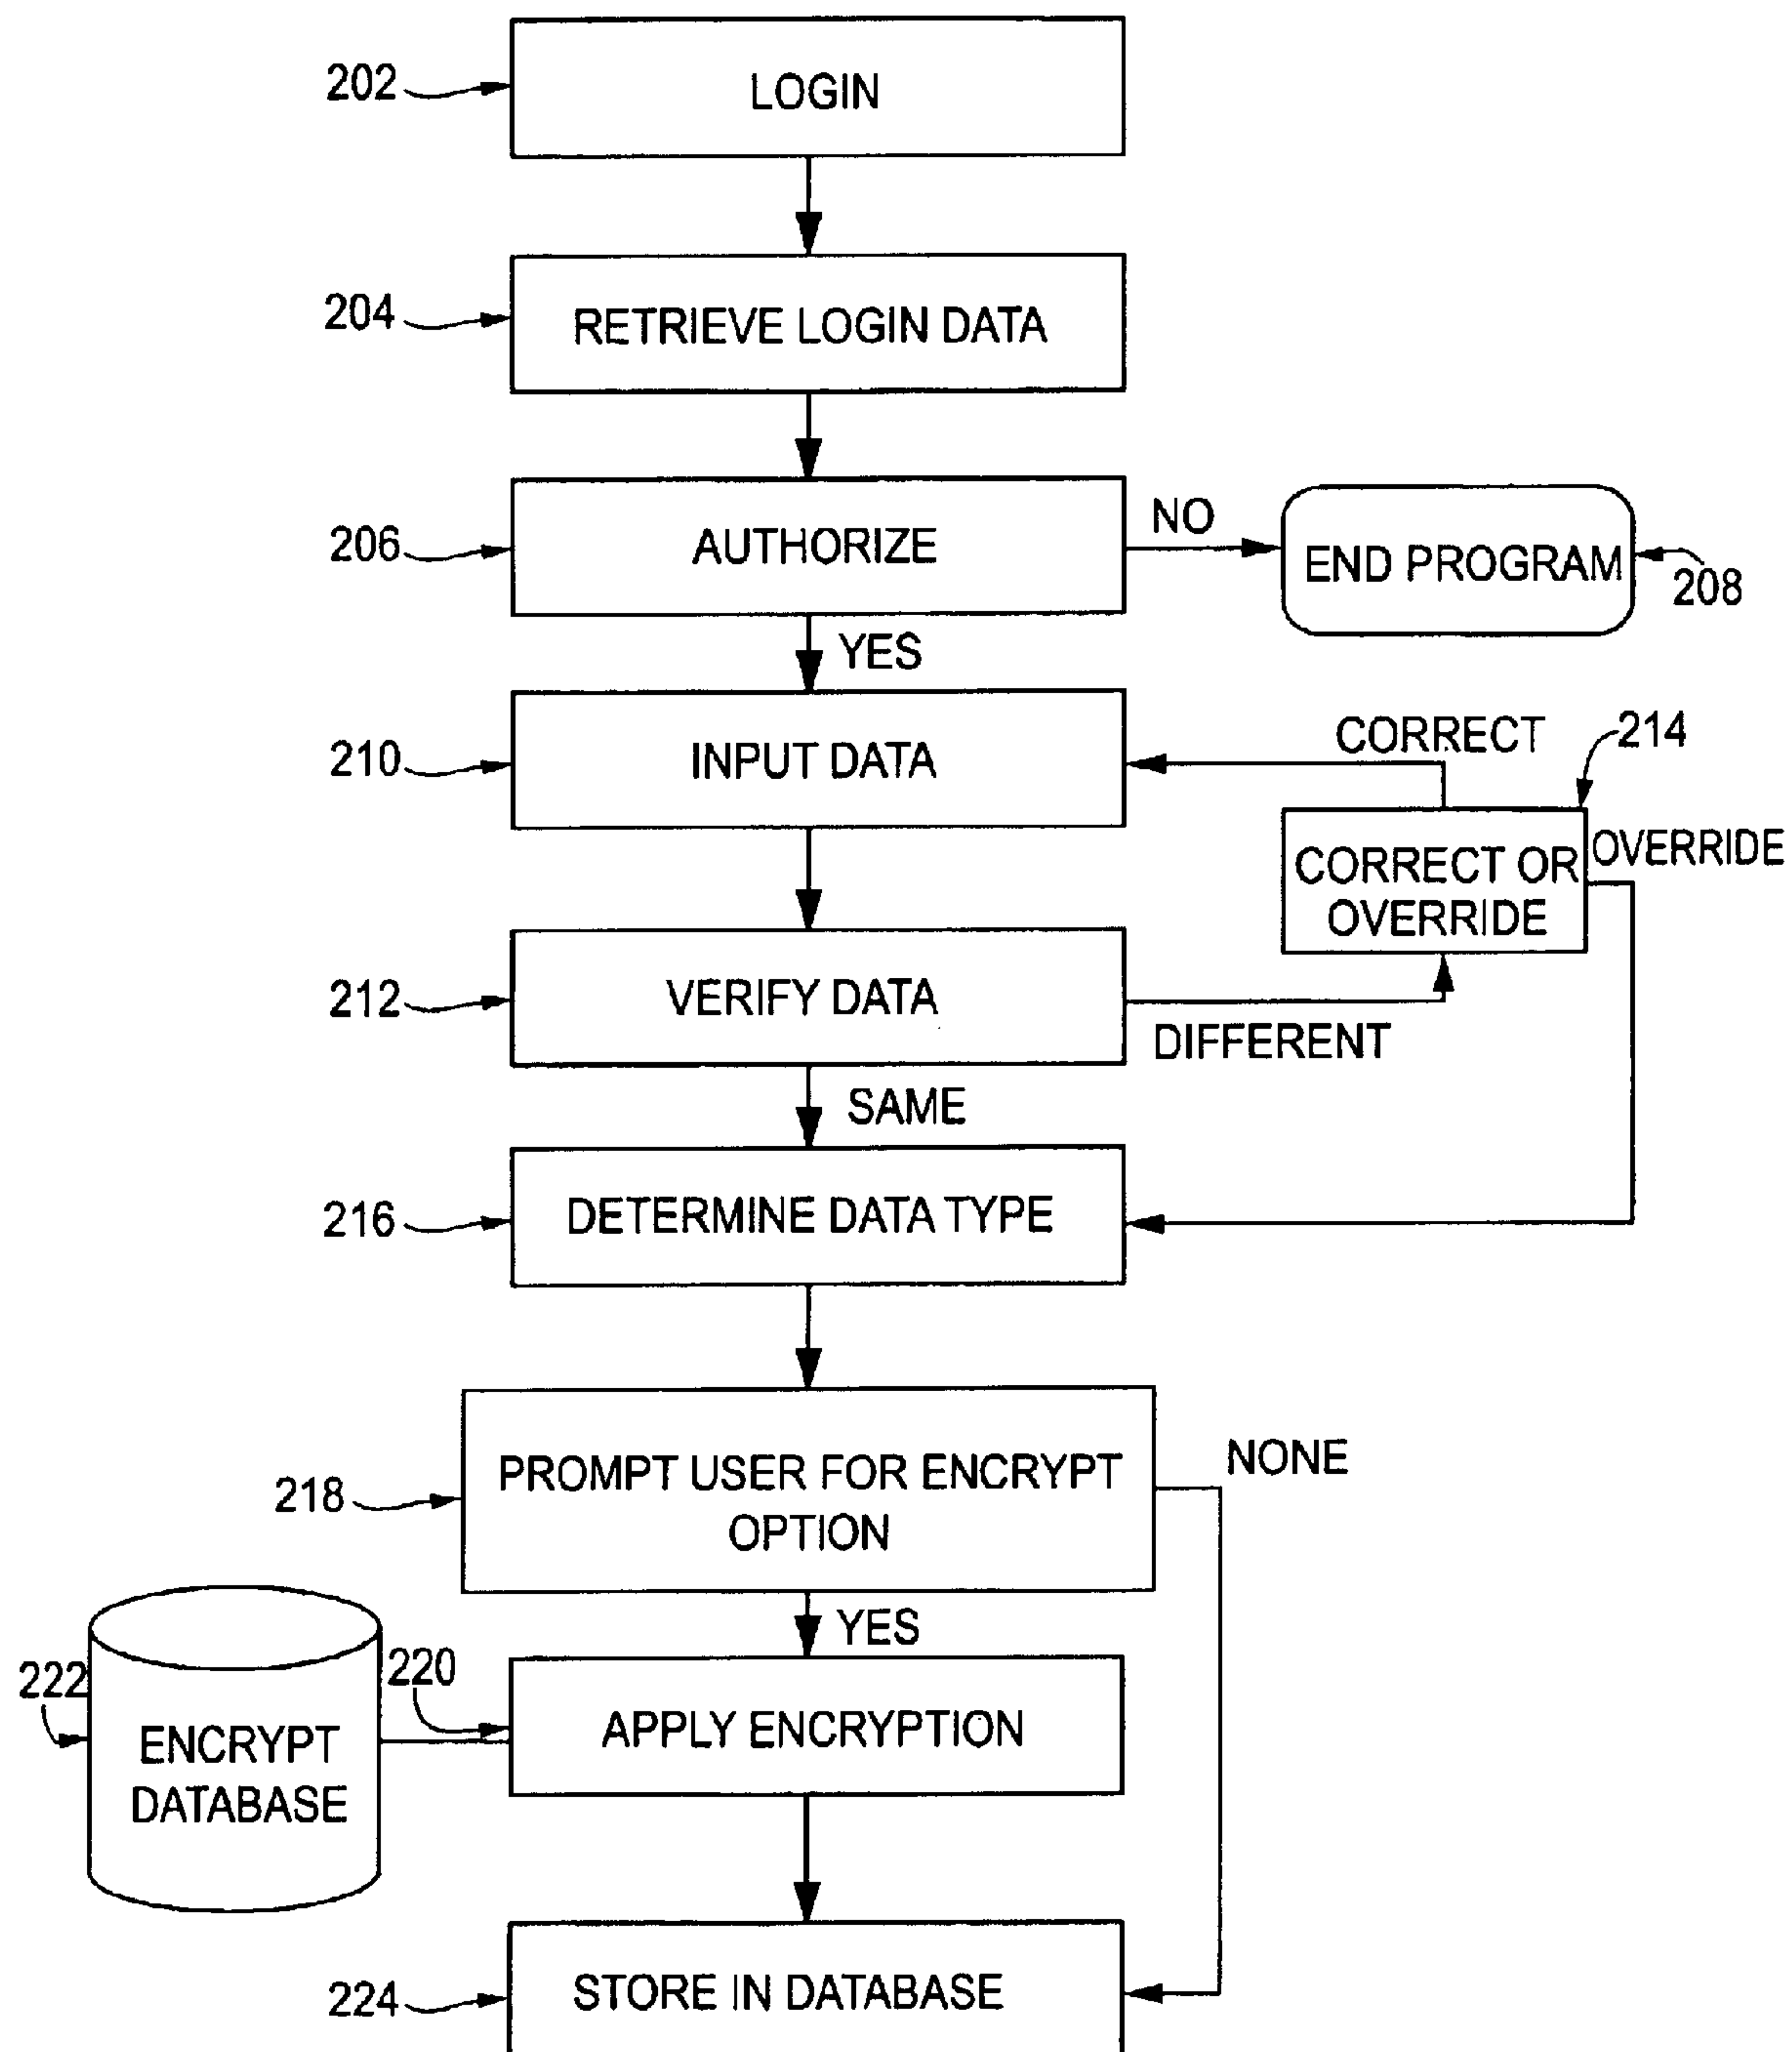 202
LOGIN
204
RETRIEVE LOGIN DATA
206
AUTHORIZE
NO
END PROGRAM
208
YES
210
INPUT DATA
CORRECT
214
CORRECT OR
OVERRIDE
OVERRIDE
212
VERIFY DATA
DIFFERENT
SAME
216
DETERMINE DATA TYPE
218
PROMPT USER FOR ENCRYPT
OPTION
NONE
YES
222
ENCRYPT
DATABASE
220
APPLY ENCRYPTION
224
STORE IN DATABASE